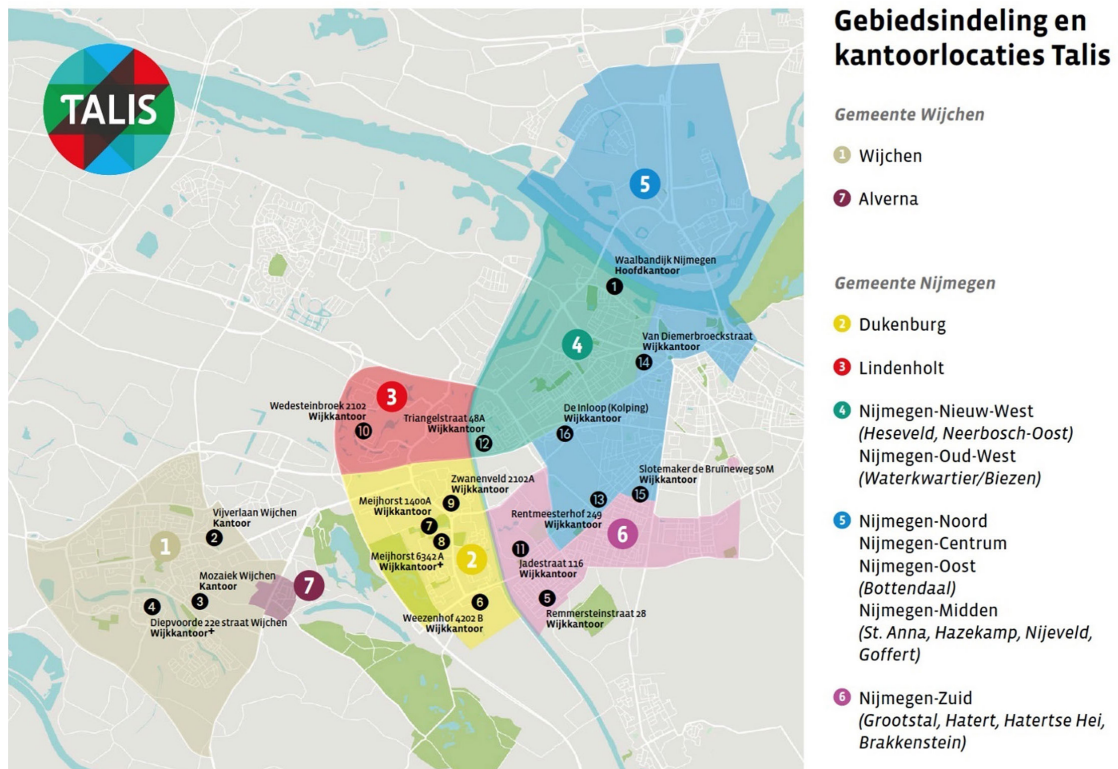 TALIS
5
Waalbandijk Nijmegen
Hoofdkantoor
1
4
Van Diemerbroeckstraat
Wijkkantoor
14
3
Wedesteinbroek 2102
Wijkkantoor
10
Triangelstraat 48A
Wijkkantoor
12
De Inloop (Kolping)
Wijkkantoor
16
Zwanenveld 2102A
Wijkkantoor
9
Slotemaker de Bruïneweg 50M
Wijkkantoor
15
Meijhorst 1400A
Wijkkantoor
7
13
Rentmeesterhof 249
Wijkkantoor
Vijverlaan Wijchen
Kantoor
2
1
8
Meijhorst 6342 A
Wijkkantoor+
2
11
Jadestraat 116
Wijkkantoor
6
Mozaiek Wijchen
Kantoor
3
7
4
Diepvoorde 22e straat Wijchen
Wijkkantoor+
6
Weezenhof 4202 B
Wijkkantoor
5
Remmersteinstraat 28
Wijkkantoor
Gebiedsindeling en
kantoorlocaties Talis
Gemeente Wijchen
1 Wijchen
7 Alverna
Gemeente Nijmegen
2 Dukenburg
3 Lindenholt
4 Nijmegen-Nieuw-West
(Heseveld, Neerbosch-Oost)
Nijmegen-Oud-West
(Waterkwartier/Biezen)
5 Nijmegen-Noord
Nijmegen-Centrum
Nijmegen-Oost
(Bottendaal)
Nijmegen-Midden
(St. Anna, Hazekamp, Nijeveld,
Goffert)
6 Nijmegen-Zuid
(Grootstal, Hatert, Hatertse Hei,
Brakkenstein)